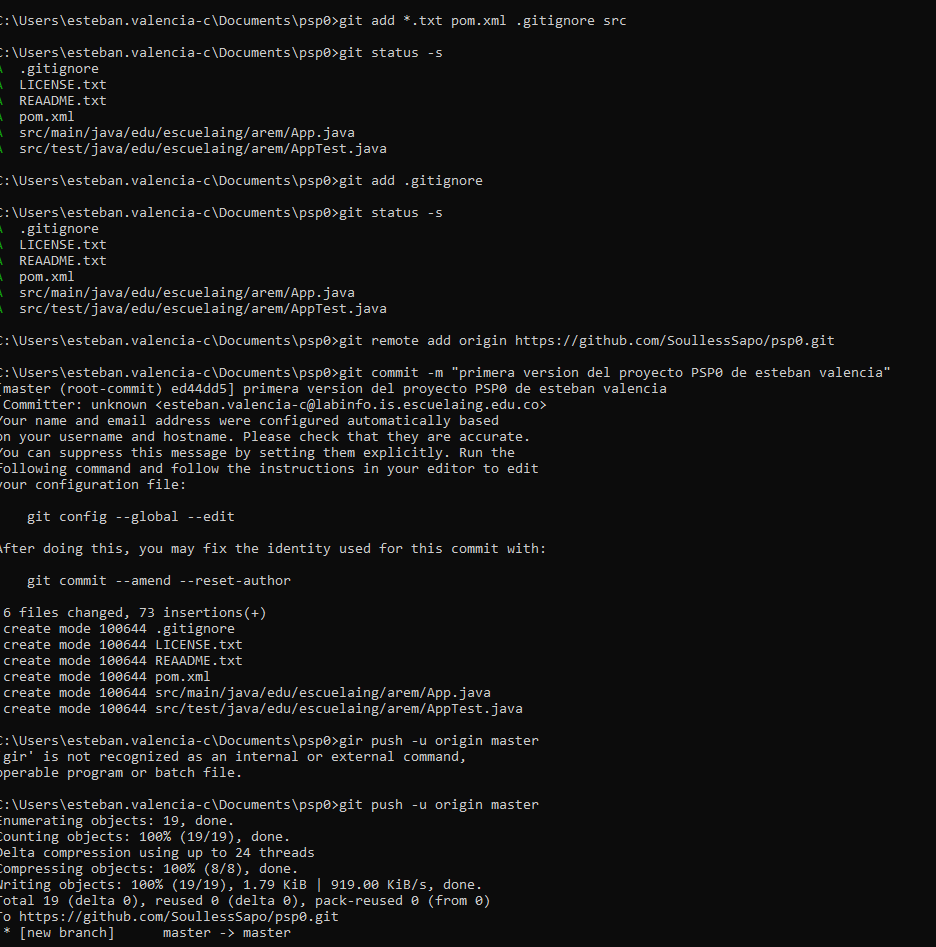 C:\Users\esteban.valencia-c\Documents\psp0>git add *.txt pom.xml .gitignore src
C:\Users\esteban.valencia-c\Documents\psp0>git status -s
A  .gitignore
A  LICENSE.txt
A  REAADME.txt
A  pom.xml
A  src/main/java/edu/escuelaing/arem/App.java
A  src/test/java/edu/escuelaing/arem/AppTest.java
C:\Users\esteban.valencia-c\Documents\psp0>git add .gitignore
C:\Users\esteban.valencia-c\Documents\psp0>git status -s
A  .gitignore
A  LICENSE.txt
A  REAADME.txt
A  pom.xml
A  src/main/java/edu/escuelaing/arem/App.java
A  src/test/java/edu/escuelaing/arem/AppTest.java
C:\Users\esteban.valencia-c\Documents\psp0>git remote add origin https://github.com/SoullessSapo/psp0.git
C:\Users\esteban.valencia-c\Documents\psp0>git commit -m "primera version del proyecto PSP0 de esteban valencia"
[master (root-commit) ed44dd5] primera version del proyecto PSP0 de esteban valencia
 Committer: unknown <esteban.valencia-c@labinfo.is.escuelaing.edu.co>
Your name and email address were configured automatically based
on your username and hostname. Please check that they are accurate.
You can suppress this message by setting them explicitly. Run the
following command and follow the instructions in your editor to edit
your configuration file:
    git config --global --edit
After doing this, you may fix the identity used for this commit with:
    git commit --amend --reset-author
 6 files changed, 73 insertions(+)
 create mode 100644 .gitignore
 create mode 100644 LICENSE.txt
 create mode 100644 REAADME.txt
 create mode 100644 pom.xml
 create mode 100644 src/main/java/edu/escuelaing/arem/App.java
 create mode 100644 src/test/java/edu/escuelaing/arem/AppTest.java
C:\Users\esteban.valencia-c\Documents\psp0>gir push -u origin master
'gir' is not recognized as an internal or external command,
operable program or batch file.
C:\Users\esteban.valencia-c\Documents\psp0>git push -u origin master
Enumerating objects: 19, done.
Counting objects: 100% (19/19), done.
Delta compression using up to 24 threads
Compressing objects: 100% (8/8), done.
Writing objects: 100% (19/19), 1.79 KiB | 919.00 KiB/s, done.
Total 19 (delta 0), reused 0 (delta 0), pack-reused 0 (from 0)
To https://github.com/SoullessSapo/psp0.git
 * [new branch]      master -> master